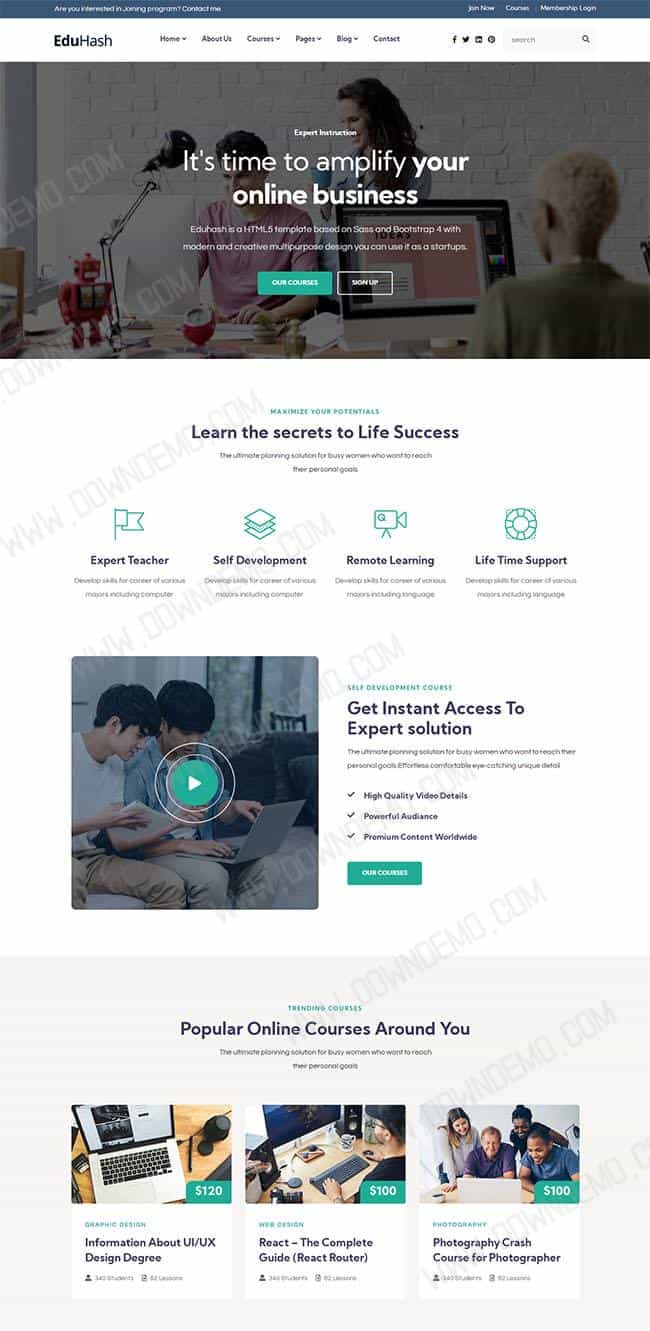 Are you interested in Joining program? Contact me.
Join Now Courses Membership Login
EduHash Home About Us Courses Pages Blog Contact search
Expert Instruction
It's time to amplify your
online business
Eduhash is a HTML5 template based on Sass and Bootstrap 4 with
modern and creative multipurpose design you can use it as a startups.
OUR COURSES SIGN UP
IDEAS
MAXIMIZE YOUR POTENTIALS
Learn the secrets to Life Success
The ultimate planning solution for busy women who want to reach
their personal goals
Expert Teacher
Develop skills for career of various
majors including computer
Self Development
Develop skills for career of various
majors including computer
Remote Learning
Develop skills for career of various
majors including language
Life Time Support
Develop skills for career of various
majors including language
SELF DEVELOPMENT COURSE
Get Instant Access To
Expert solution
The ultimate planning solution for busy women who want to reach their
personal goals.Effortless comfortable eye-catching unique detail
High Quality Video Details
Powerful Audiance
Premium Content Worldwide
OUR COURSES
TRENDING COURSES
Popular Online Courses Around You
The ultimate planning solution for busy women who want to reach
their personal goals
$120
GRAPHIC DESIGN
Information About UI/UX
Design Degree
340 Students 82 Lessons
$100
WEB DESIGN
React – The Complete
Guide (React Router)
340 Students 82 Lessons
$100
PHOTOGRAPHY
Photography Crash
Course for Photographer
340 Students 82 Lessons
WWW.DOWNDEMO.COM